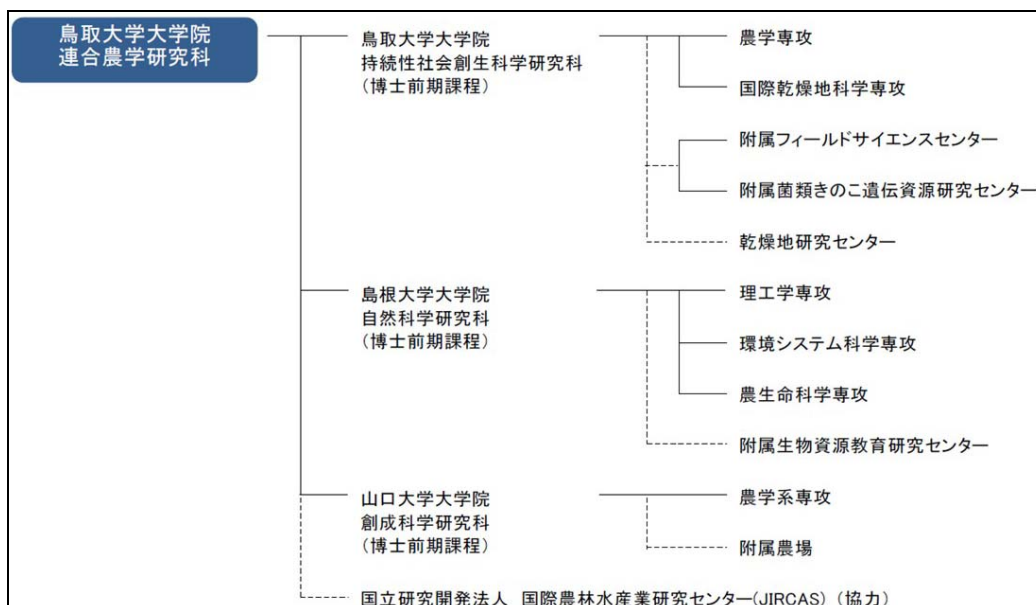 鳥取大学大学院
連合農学研究科
鳥取大学大学院
持続性社会創生科学研究科
(博士前期課程)
農学専攻
国際乾燥地科学専攻
附属フィールドサイエンスセンター
附属菌類きのこ遺伝資源研究センター
乾燥地研究センター
島根大学大学院
自然科学研究科
(博士前期課程)
理工学専攻
環境システム科学専攻
農生命科学専攻
附属生物資源教育研究センター
山口大学大学院
創成科学研究科
(博士前期課程)
農学系専攻
附属農場
国立研究開発法人 国際農林水産業研究センター(JIRCAS) (協力)